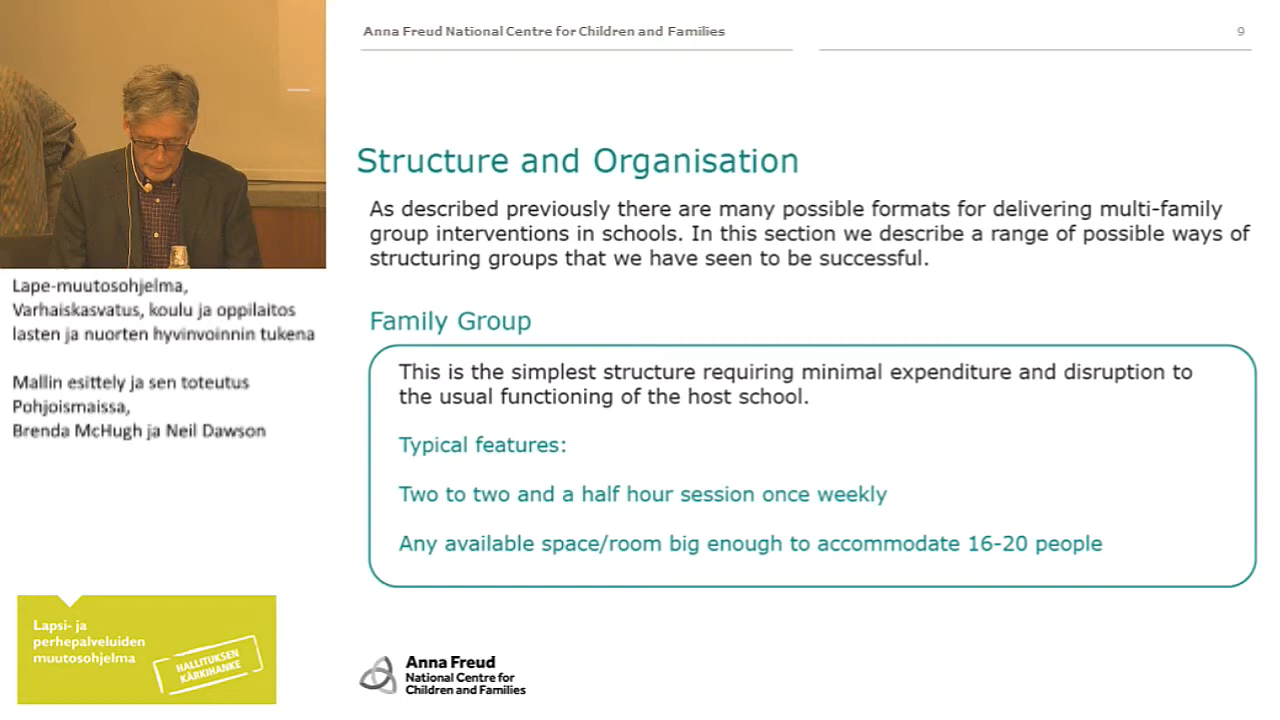 Anna Freud National Centre for Children and Families
9
Structure and Organisation
As described previously there are many possible formats for delivering multi-family
group interventions in schools. In this section we describe a range of possible ways of
structuring groups that we have seen to be successful.
Family Group
This is the simplest structure requiring minimal expenditure and disruption to
the usual functioning of the host school.
Typical features:
Two to two and a half hour session once weekly
Any available space/room big enough to accommodate 16-20 people
Lape-muutosohjelma,
Varhaiskasvatus, koulu ja oppilaitos
lasten ja nuorten hyvinvoinnin tukena
Mallin esittely ja sen toteutus
Pohjoismaissa,
Brenda McHugh ja Neil Dawson
Lapsi- ja
perhepalveluiden
muutosohjelma
HALLITUKSEN
KÄRKIHANKE
Anna Freud
National Centre for
Children and Families